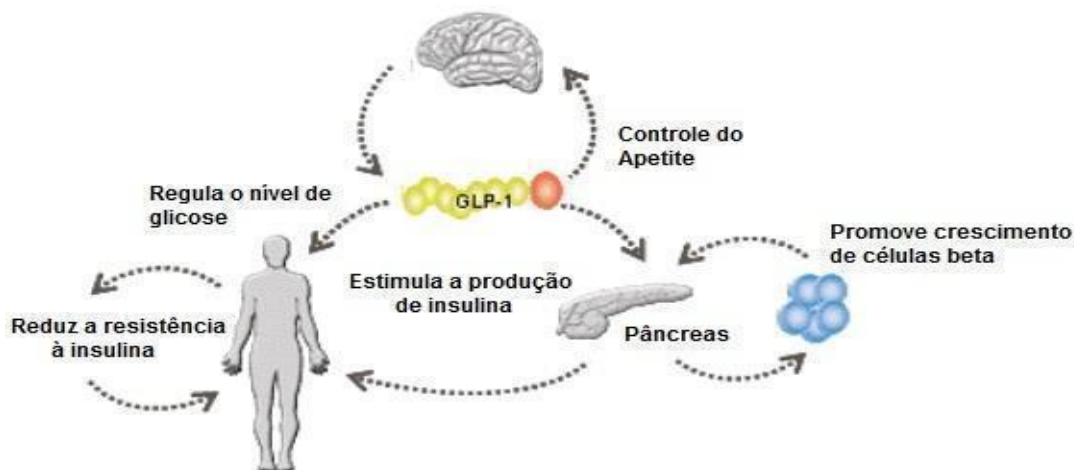 Controle do
Apetite
GLP-1
Regula o nível de
glicose
Promove crescimento
de células beta
Estimula a produção
de insulina
Pâncreas
Reduz a resistência
à insulina